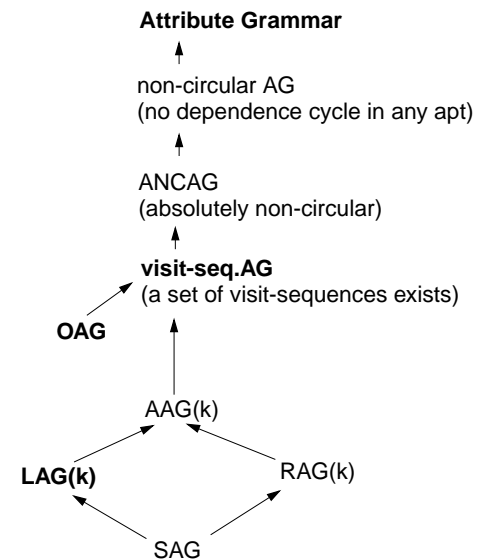 Attribute Grammar
non-circular AG
(no dependence cycle in any apt)
ANCAG
(absolutely non-circular)
visit-seq.AG
(a set of visit-sequences exists)
OAG
AAG(k)
LAG(k)
RAG(k)
SAG